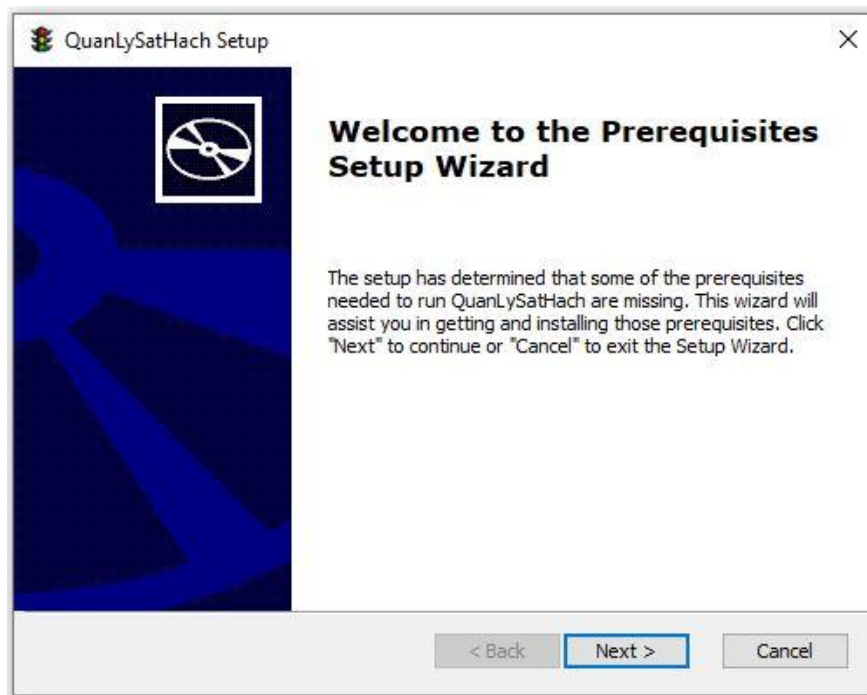 QuanLySatHach Setup
Welcome to the Prerequisites
Setup Wizard
The setup has determined that some of the prerequisites
needed to run QuanLySatHach are missing. This wizard will
assist you in getting and installing those prerequisites. Click
"Next" to continue or "Cancel" to exit the Setup Wizard.
< Back Next > Cancel